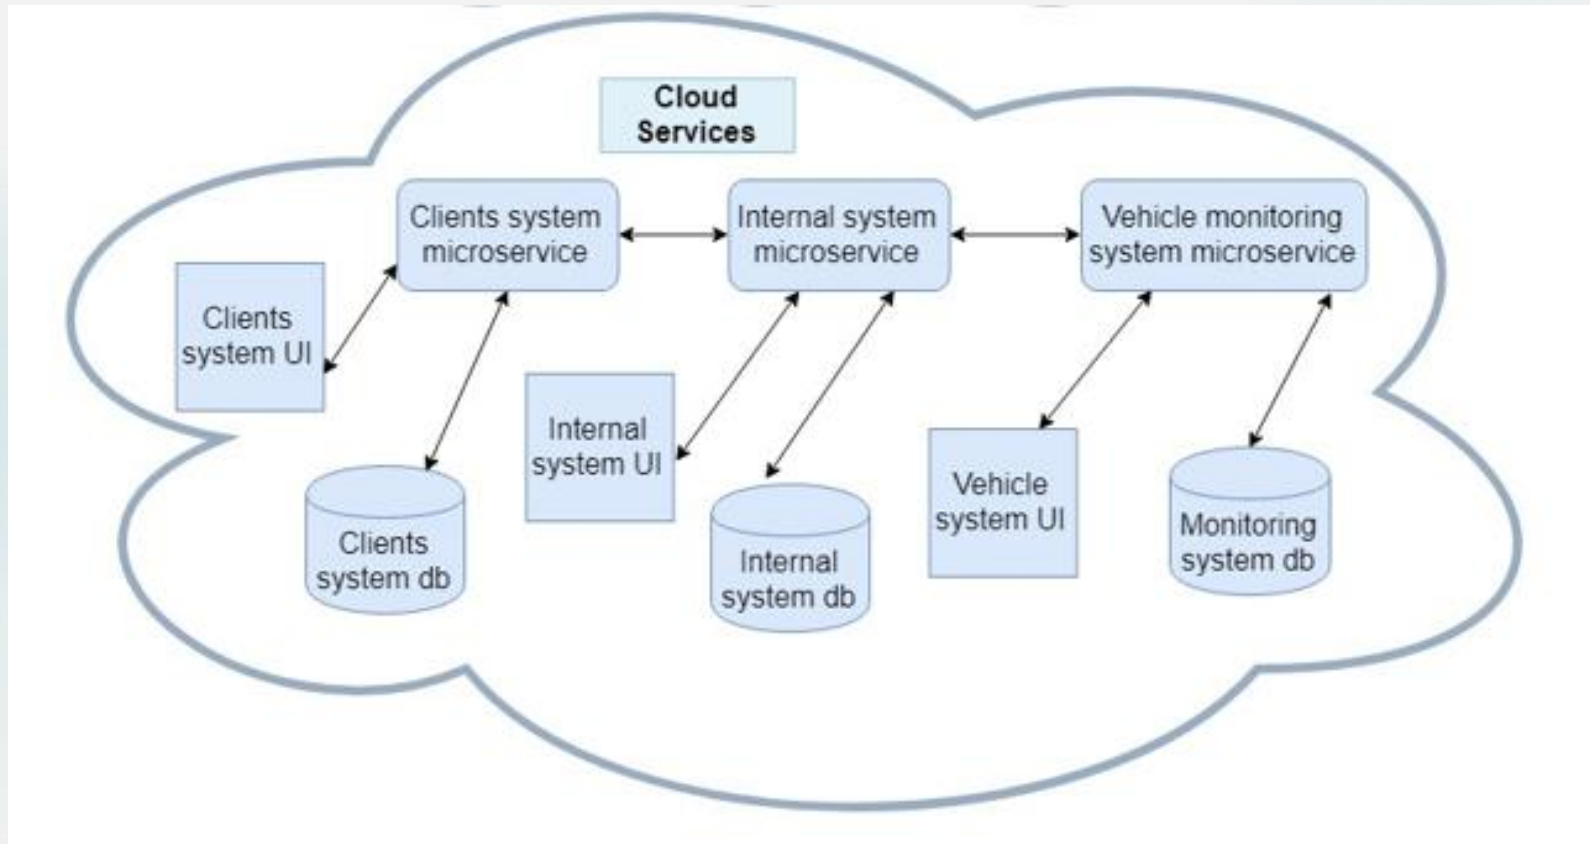 Cloud
Services
Clients system
microservice
Internal system
microservice
Vehicle monitoring
system microservice
Clients
system UI
Internal
system UI
Vehicle
system UI
Clients
system db
Internal
system db
Monitoring
system db